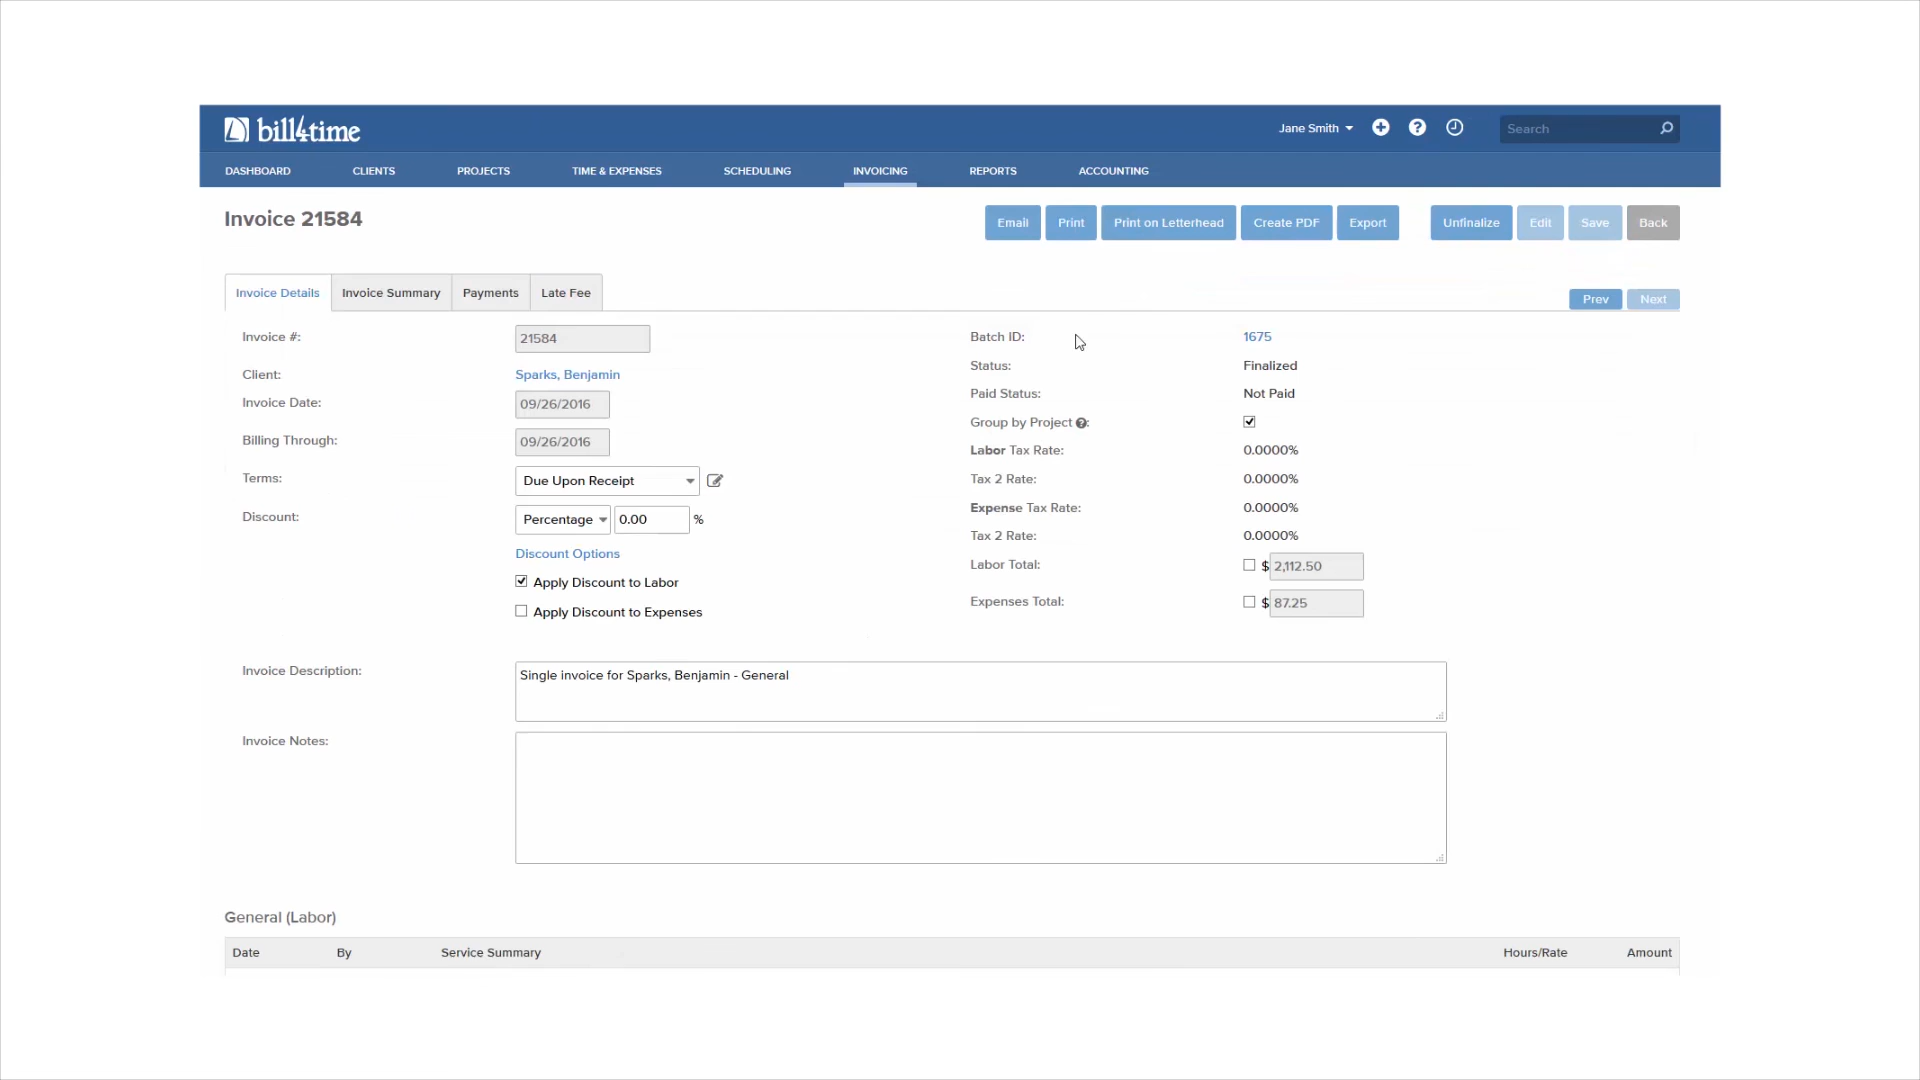 bill4time
Jane Smith
Search
DASHBOARD CLIENTS PROJECTS TIME & EXPENSES SCHEDULING INVOICING REPORTS ACCOUNTING
Invoice 21584
Email Print Print on Letterhead Create PDF Export Unfinalize Edit Save Back
Invoice Details Invoice Summary Payments Late Fee
Prev Next
Invoice #: 21584
Client: Sparks, Benjamin
Invoice Date: 09/26/2016
Billing Through: 09/26/2016
Terms: Due Upon Receipt
Discount: Percentage 0.00 %
Discount Options
Apply Discount to Labor
Apply Discount to Expenses
Batch ID: 1675
Status: Finalized
Paid Status: Not Paid
Group by Project ?:
Labor Tax Rate: 0.0000%
Tax 2 Rate: 0.0000%
Expense Tax Rate: 0.0000%
Tax 2 Rate: 0.0000%
Labor Total: $ 2,112.50
Expenses Total: $ 87.25
Invoice Description: Single invoice for Sparks, Benjamin - General
Invoice Notes:
General (Labor)
Date By Service Summary Hours/Rate Amount